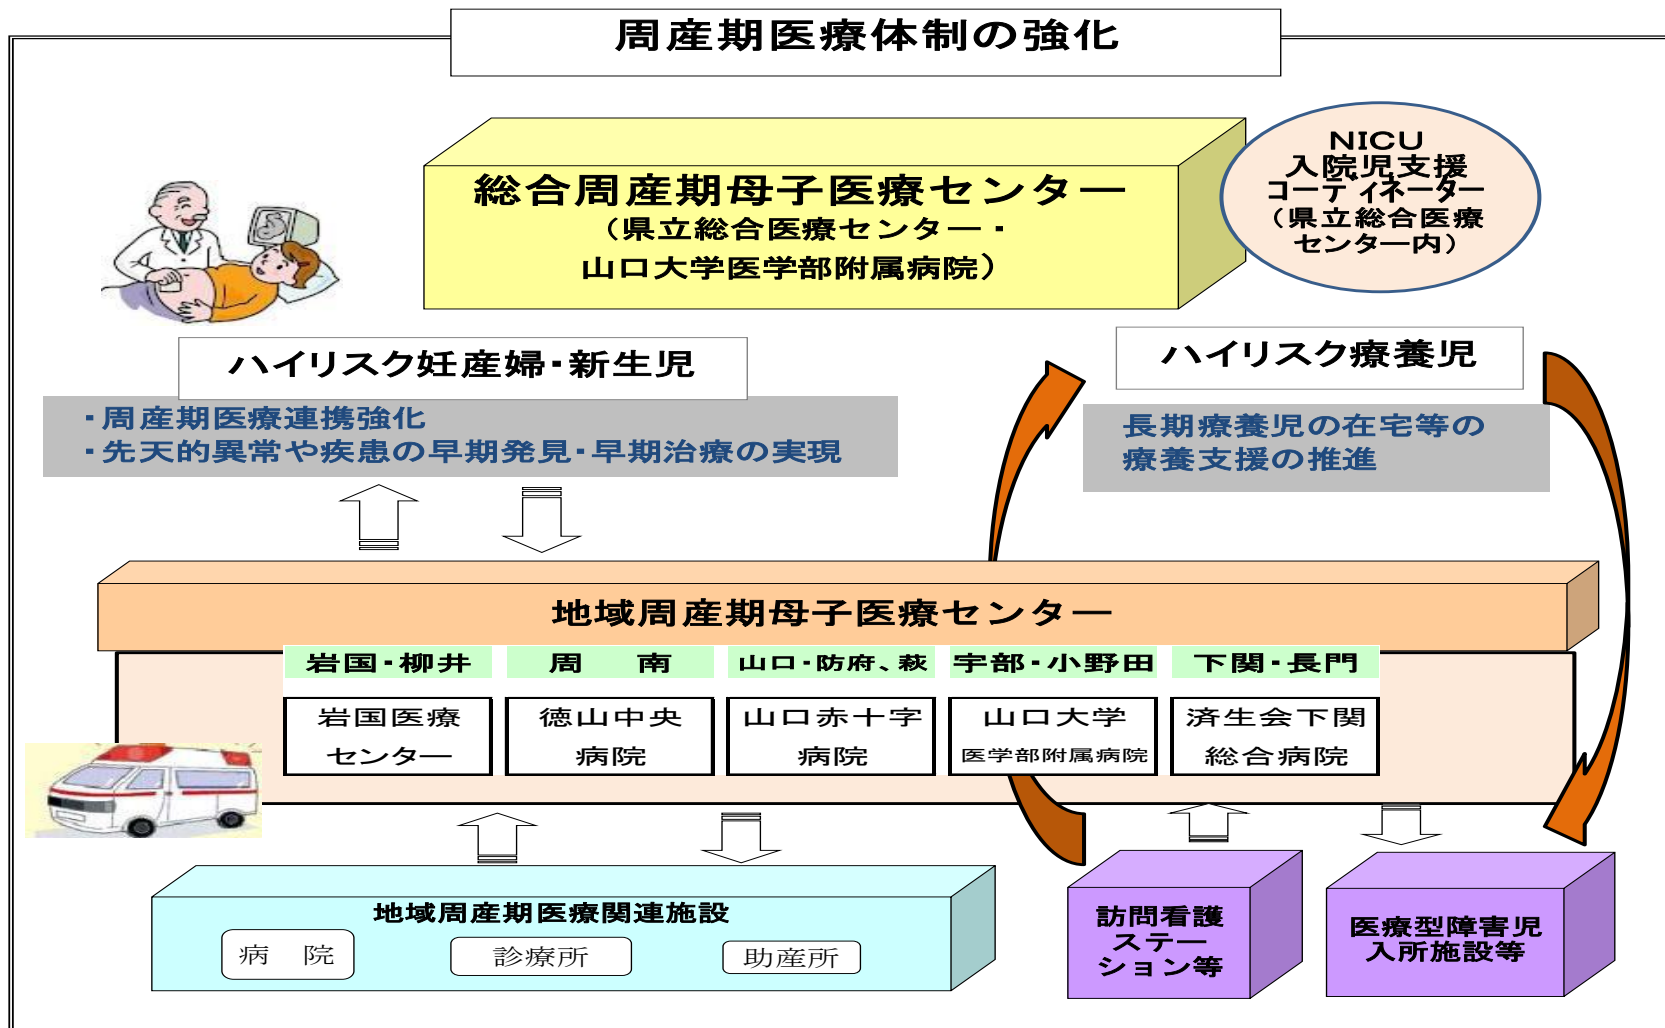 周産期医療体制の強化
総合周産期母子医療センター
（県立総合医療センター・
山口大学医学部附属病院）
NICU
入院児支援
コーディネーター
（県立総合医療
センター内）
ハイリスク妊産婦・新生児
・周産期医療連携強化
・先天的異常や疾患の早期発見・早期治療の実現
ハイリスク療養児
長期療養児の在宅等の
療養支援の推進
地域周産期母子医療センター
岩国・柳井
周　南
山口・防府、萩
宇部・小野田
下関・長門
岩国医療
センター
徳山中央
病院
山口赤十字
病院
山口大学
医学部附属病院
済生会下関
総合病院
地域周産期医療関連施設
病　院
診療所
助産所
訪問看護
ステー
ション等
医療型障害児
入所施設等